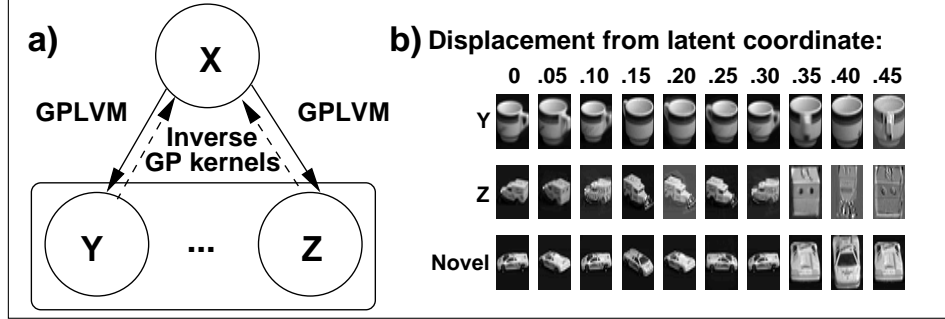 a)
X
GPLVM
GPLVM
Inverse
GP kernels
Y
...
Z
b) Displacement from latent coordinate:
0 .05 .10 .15 .20 .25 .30 .35 .40 .45
Y
Z
Novel